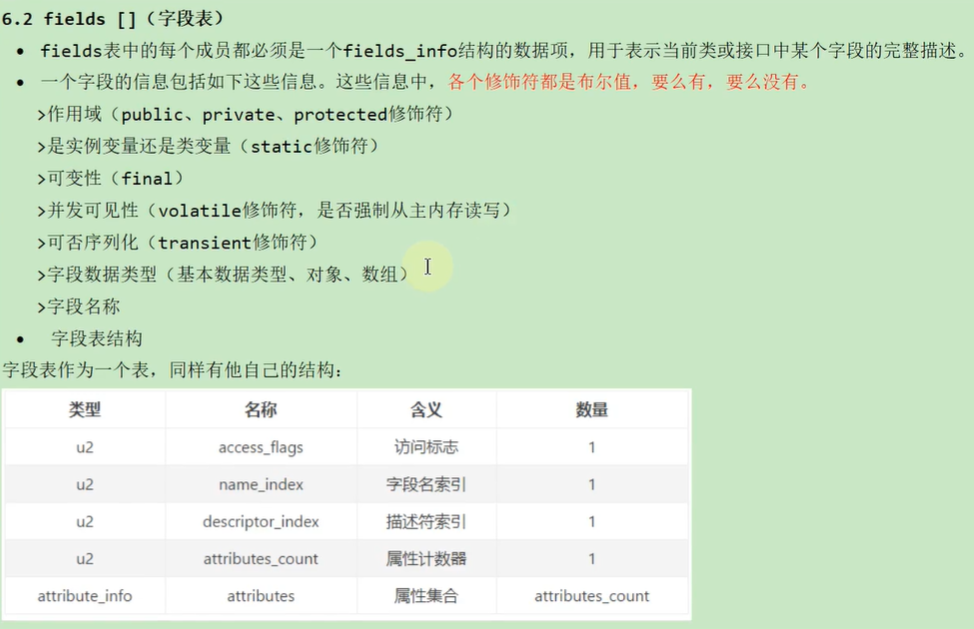 6.2 fields [](字段表)
• fields表中的每个成员都必须是一个fields_info结构的数据项，用于表示当前类或接口中某个字段的完整描述。
• 一个字段的信息包括如下这些信息。这些信息中，各个修饰符都是布尔值，要么有，要么没有。
>作用域（public、private、protected修饰符）
>是实例变量还是类变量（static修饰符）
>可变性（final）
>并发可见性（volatile修饰符，是否强制从主内存读写）
>可否序列化（transient修饰符）
>字段数据类型（基本数据类型、对象、数组）
>字段名称
• 字段表结构
字段表作为一个表，同样有他自己的结构：
类型 名称 含义 数量
u2 access_flags 访问标志 1
u2 name_index 字段名索引 1
u2 descriptor_index 描述符索引 1
u2 attributes_count 属性计数器 1
attribute_info attributes 属性集合 attributes_count